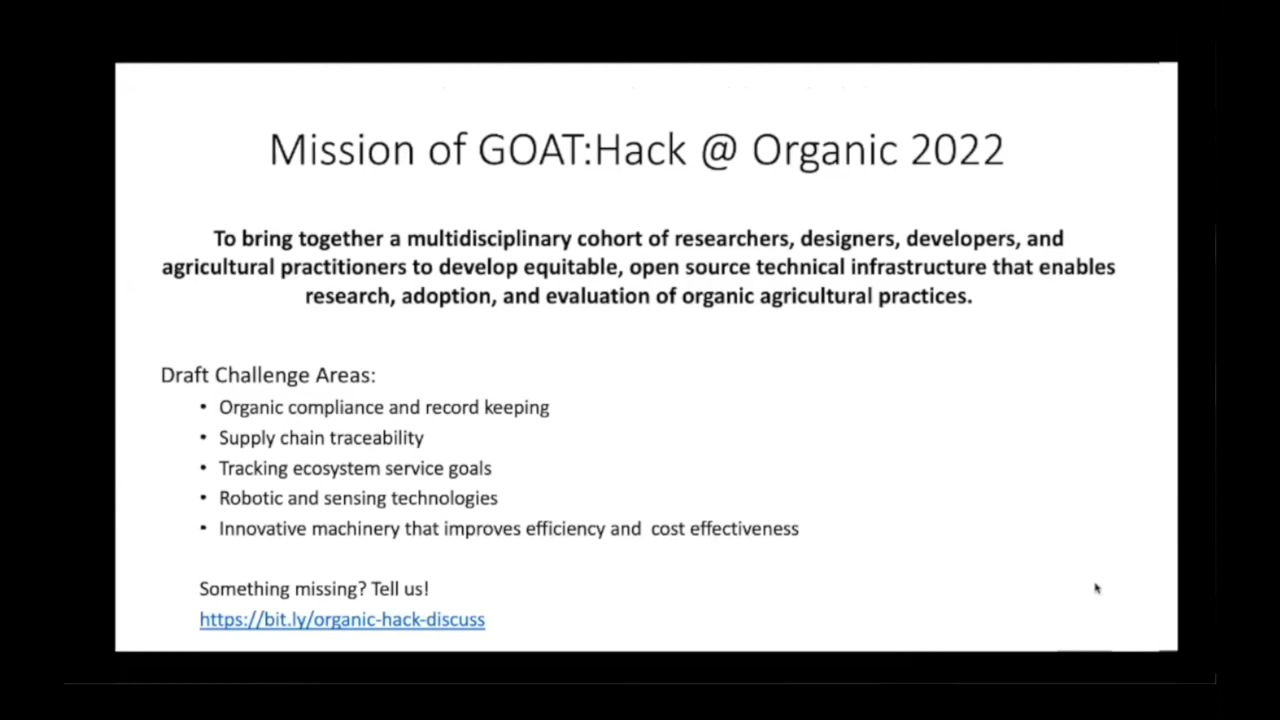 Mission of GOAT:Hack @ Organic 2022
To bring together a multidisciplinary cohort of researchers, designers, developers, and
agricultural practitioners to develop equitable, open source technical infrastructure that enables
research, adoption, and evaluation of organic agricultural practices.
Draft Challenge Areas:
• Organic compliance and record keeping
• Supply chain traceability
• Tracking ecosystem service goals
• Robotic and sensing technologies
• Innovative machinery that improves efficiency and  cost effectiveness
Something missing? Tell us!
https://bit.ly/organic-hack-discuss